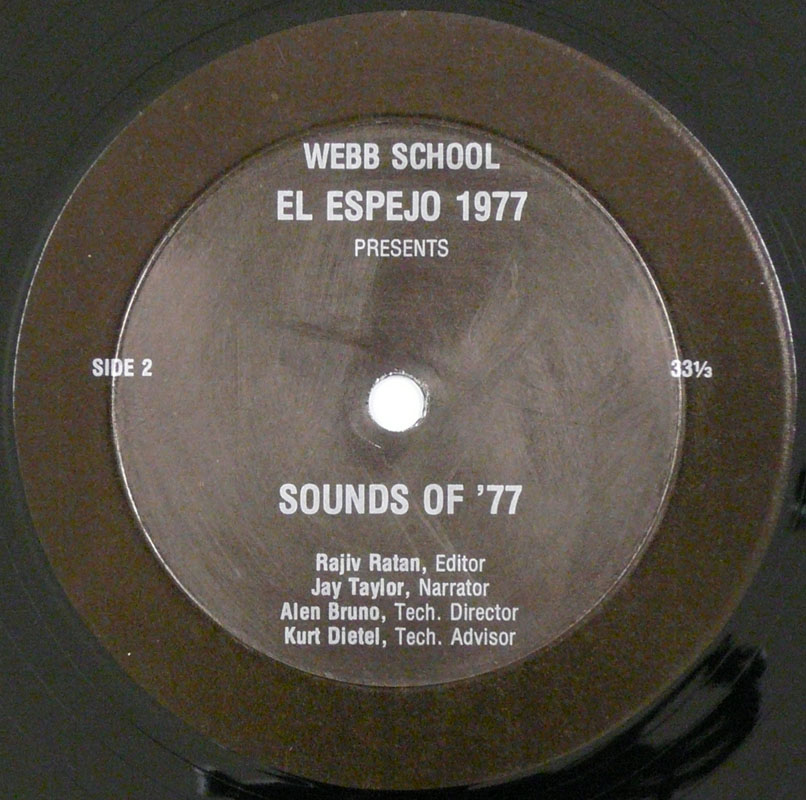 WEBB SCHOOL
EL ESPEJO 1977
PRESENTS
SIDE 2
33⅓
SOUNDS OF ’77
Rajiv Ratan, Editor
Jay Taylor, Narrator
Alen Bruno, Tech. Director
Kurt Dietel, Tech. Advisor